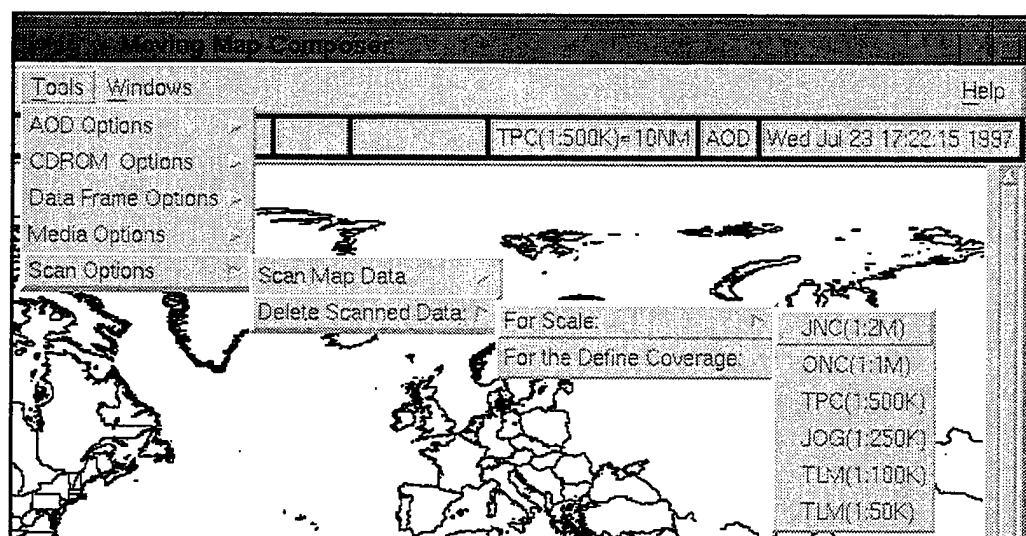 Moving Map Composer
Tools Windows Help
AOD Options
CDROM Options
Data Frame Options
Media Options
Scan Options
TPC(1:500K)=10NM AOD Wed Jul 23 17:22:15 1997
Scan Map Data
Delete Scanned Data:
For Scale:
For the Define Coverage:
JNC(1:2M)
ONC(1:1M)
TPC(1:500K)
JOG(1:250K)
TLM(1:100K)
TLM(1:50K)